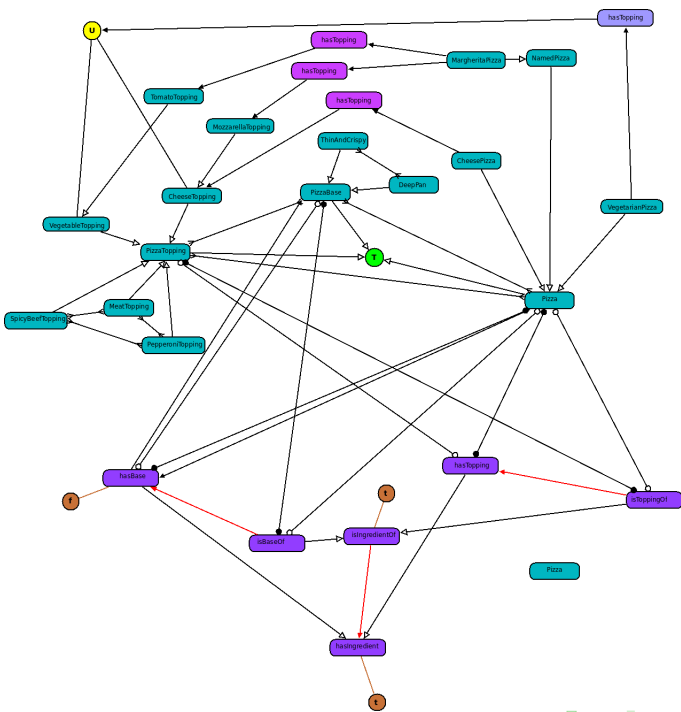 hasTopping
U
hasTopping
MargheritaPizza
NamedPizza
hasTopping
TomatoTopping
hasTopping
MozzarellaTopping
ThinAndCrispy
CheesePizza
DeepPan
PizzaBase
CheeseTopping
VegetarianPizza
VegetableTopping
PizzaTopping
T
Pizza
MeatTopping
SpicyBeefTopping
PepperoniTopping
hasTopping
hasBase
t
isToppingOf
f
isIngredientOf
isBaseOf
Pizza
hasIngredient
t